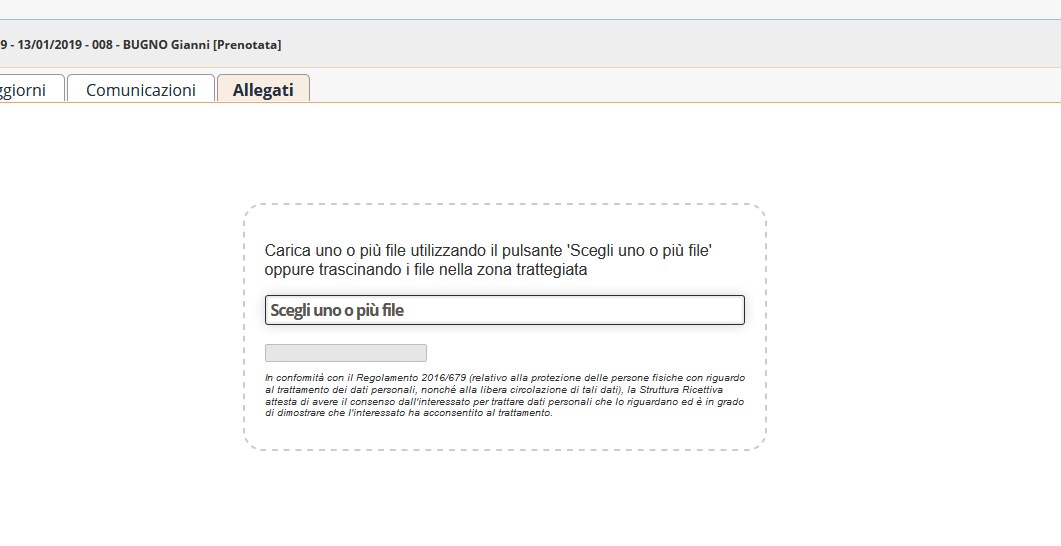 9 - 13/01/2019 - 008 - BUGNO Gianni [Prenotata]
ggiorni Comunicazioni Allegati
Carica uno o più file utilizzando il pulsante 'Scegli uno o più file'
oppure trascinando i file nella zona trattegiata
Scegli uno o più file
In conformità con il Regolamento 2016/679 (relativo alla protezione delle persone fisiche con riguardo
al trattamento dei dati personali, nonché alla libera circolazione di tali dati), la Struttura Ricettiva
attesta di avere il consenso dall'interessato per trattare dati personali che lo riguardano ed è in grado
di dimostrare che l'interessato ha acconsentito al trattamento.